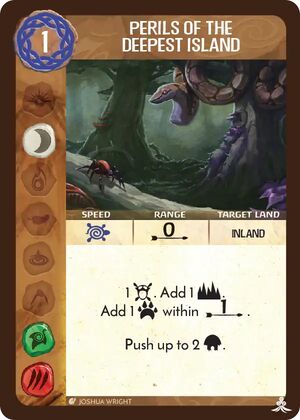 1
PERILS OF THE
DEEPEST ISLAND
SPEED RANGE TARGET LAND
0 INLAND
1 . Add 1 .
Add 1 within 1 .
Push up to 2 .
JOSHUA WRIGHT